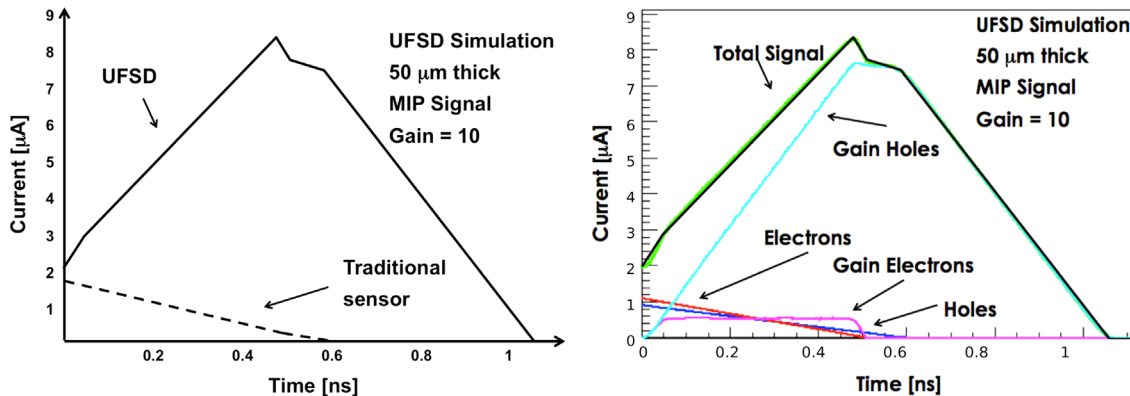 9
8
7
6
5
4
3
2
1
Current [μA]
UFSD
UFSD Simulation
50 μm thick
MIP Signal
Gain = 10
Traditional
sensor
0.2
0.4
0.6
0.8
1
Time [ns]
9
8
7
6
5
4
3
2
1
0
Current [μA]
Total Signal
UFSD Simulation
50 μm thick
MIP Signal
Gain = 10
Gain Holes
Electrons
Gain Electrons
Holes
0
0.2
0.4
0.6
0.8
1
Time [ns]